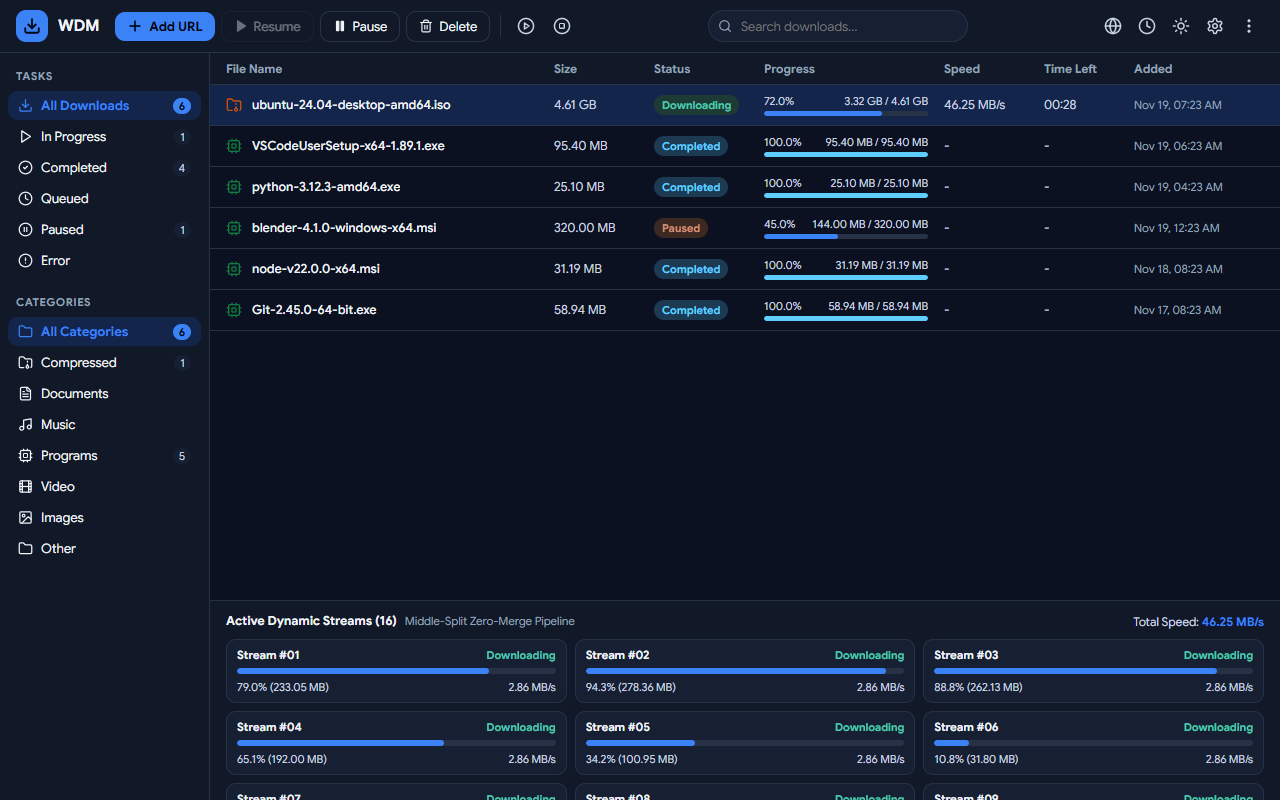 WDM Add URL Resume Pause Delete Search downloads...
TASKS
All Downloads 6
In Progress 1
Completed 4
Queued
Paused 1
Error
CATEGORIES
All Categories 6
Compressed 1
Documents
Music
Programs 5
Video
Images
Other
File Name Size Status Progress Speed Time Left Added
ubuntu-24.04-desktop-amd64.iso 4.61 GB Downloading 72.0% 3.32 GB / 4.61 GB 46.25 MB/s 00:28 Nov 19, 07:23 AM
VSCodeUserSetup-x64-1.89.1.exe 95.40 MB Completed 100.0% 95.40 MB / 95.40 MB - - Nov 19, 06:23 AM
python-3.12.3-amd64.exe 25.10 MB Completed 100.0% 25.10 MB / 25.10 MB - - Nov 19, 04:23 AM
blender-4.1.0-windows-x64.msi 320.00 MB Paused 45.0% 144.00 MB / 320.00 MB - - Nov 19, 12:23 AM
node-v22.0.0-x64.msi 31.19 MB Completed 100.0% 31.19 MB / 31.19 MB - - Nov 18, 08:23 AM
Git-2.45.0-64-bit.exe 58.94 MB Completed 100.0% 58.94 MB / 58.94 MB - - Nov 17, 08:23 AM
Active Dynamic Streams (16) Middle-Split Zero-Merge Pipeline Total Speed: 46.25 MB/s
Stream #01 Downloading
79.0% (233.05 MB) 2.86 MB/s
Stream #02 Downloading
94.3% (278.36 MB) 2.86 MB/s
Stream #03 Downloading
88.8% (262.13 MB) 2.86 MB/s
Stream #04 Downloading
65.1% (192.00 MB) 2.86 MB/s
Stream #05 Downloading
34.2% (100.95 MB) 2.86 MB/s
Stream #06 Downloading
10.8% (31.80 MB) 2.86 MB/s
Stream #07 Downloading
Stream #08 Downloading
Stream #09 Downloading